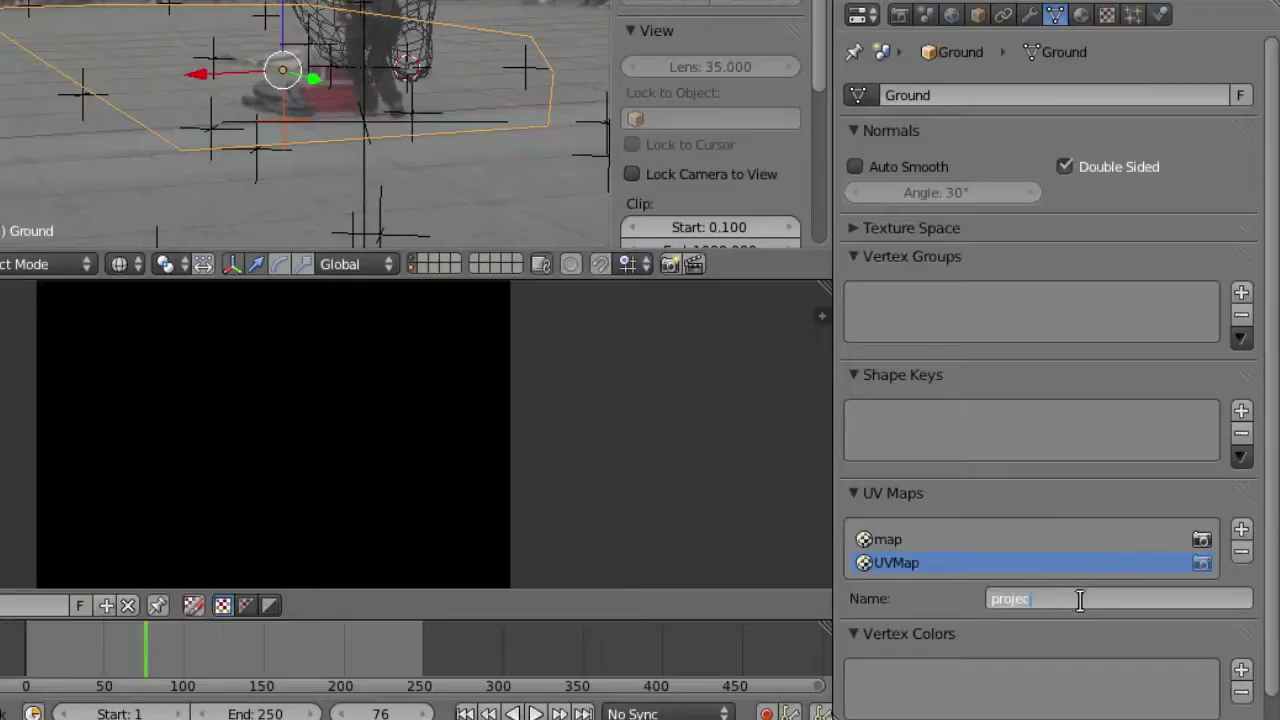 View
Lens: 35.000
Lock to Object:
Lock to Cursor
Lock Camera to View
Clip:
Start: 0.100
) Ground
ct Mode
Global
F
0 50 100 150 200 250 300 350 400 450
Start: 1
End: 250
76
No Sync
Ground
Ground
Ground
F
Normals
Auto Smooth
Double Sided
Angle: 30°
Texture Space
Vertex Groups
Shape Keys
UV Maps
map
UVMap
Name:
projec
Vertex Colors